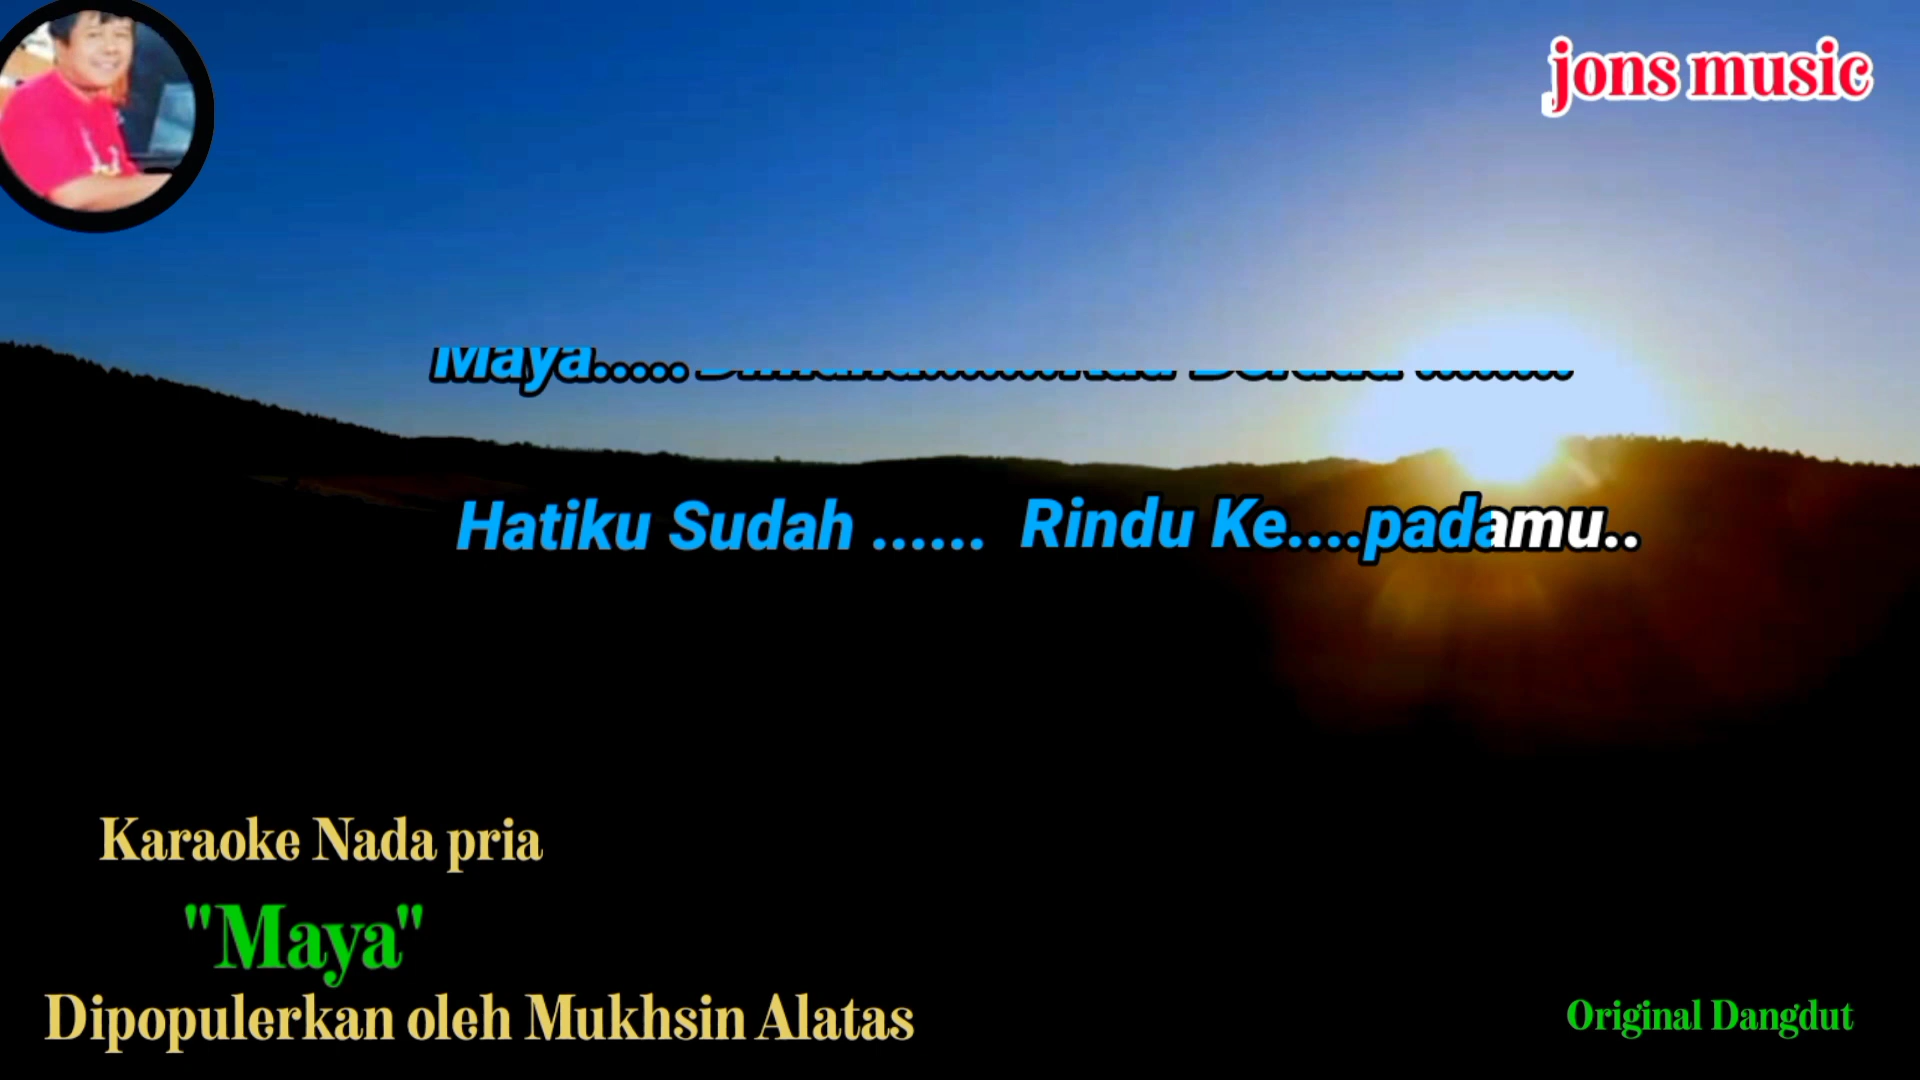 jons music
Maya.....
Hatiku Sudah ...... Rindu Ke....padamu..
Karaoke Nada pria
"Maya"
Dipopulerkan oleh Mukhsin Alatas
Original Dangdut